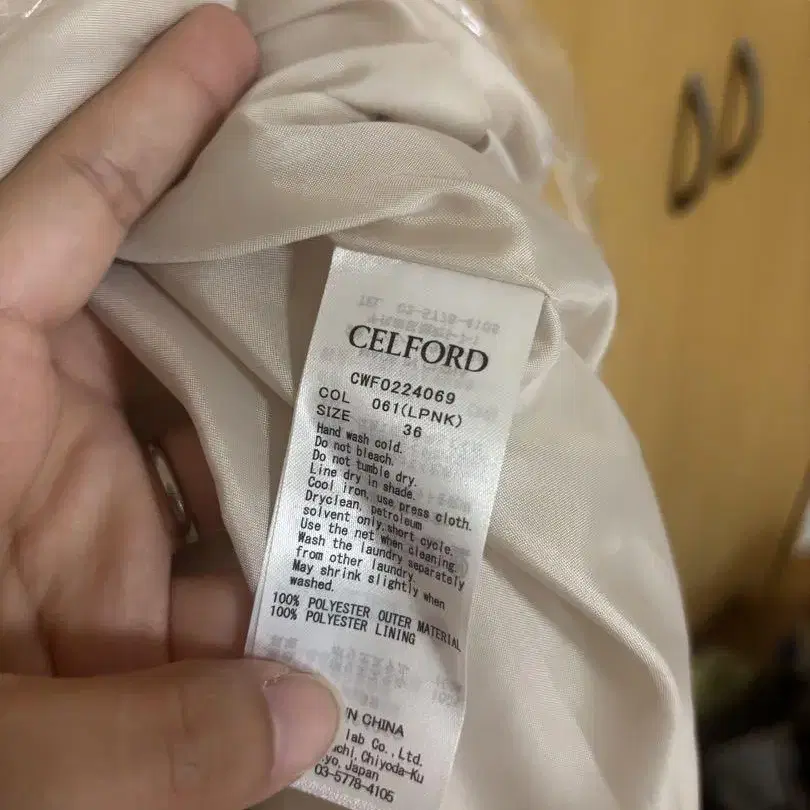 CELFORD
CWF0224069
COL 061(LPNK)
SIZE 36
Hand wash cold.
Do not bleach.
Do not tumble dry.
Line dry in shade.
Cool iron, use press cloth.
Dryclean, petroleum
solvent only,short cycle.
Use the net when cleaning.
Wash the laundry separately
from other laundry.
May shrink slightly when
washed.
100% POLYESTER OUTER MATERIAL
100% POLYESTER LINING
IN CHINA
lab Co.,Ltd.
Chiyoda-Ku
Japan
03-5778-4105